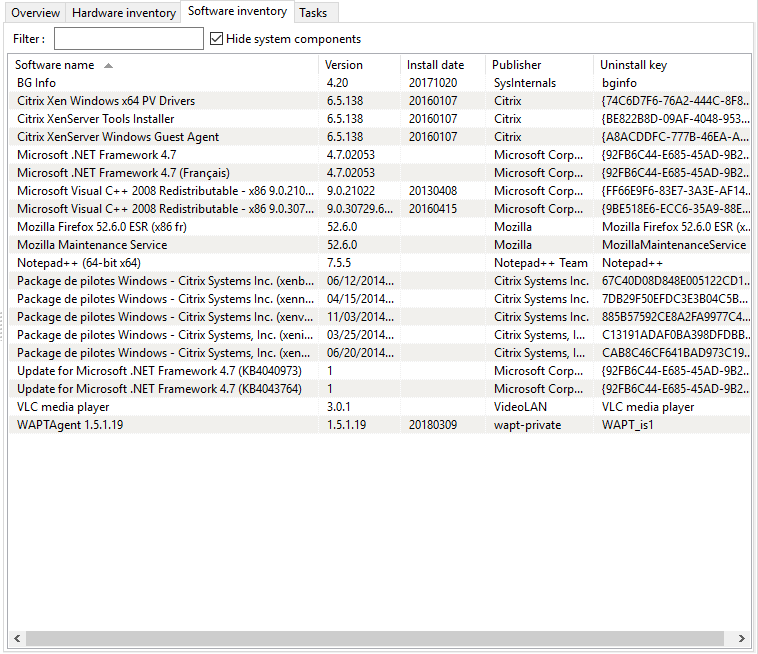 Overview Hardware inventory Software inventory Tasks
Filter : Hide system components
Software name Version Install date Publisher Uninstall key
BG Info 4.20 20171020 SysInternals bginfo
Citrix Xen Windows x64 PV Drivers 6.5.138 20160107 Citrix {74C6D7F6-76A2-444C-8F8...
Citrix XenServer Tools Installer 6.5.138 20160107 Citrix {BE822B8D-09AF-4048-953...
Citrix XenServer Windows Guest Agent 6.5.138 20160107 Citrix {A8ACDDFC-777B-46EA-A...
Microsoft .NET Framework 4.7 4.7.02053 Microsoft Corp... {92FB6C44-E685-45AD-9B2...
Microsoft .NET Framework 4.7 (Français) 4.7.02053 Microsoft Corp... {92FB6C44-E685-45AD-9B2...
Microsoft Visual C++ 2008 Redistributable - x86 9.0.210... 9.0.21022 20130408 Microsoft Corp... {FF66E9F6-83E7-3A3E-AF14...
Microsoft Visual C++ 2008 Redistributable - x86 9.0.307... 9.0.30729.6... 20160415 Microsoft Corp... {9BE518E6-ECC6-35A9-88E...
Mozilla Firefox 52.6.0 ESR (x86 fr) 52.6.0 Mozilla Mozilla Firefox 52.6.0 ESR (x...
Mozilla Maintenance Service 52.6.0 Mozilla MozillaMaintenanceService
Notepad++ (64-bit x64) 7.5.5 Notepad++ Team Notepad++
Package de pilotes Windows - Citrix Systems Inc. (xenb... 06/12/2014... Citrix Systems Inc. 67C40D08D848E005122CD1...
Package de pilotes Windows - Citrix Systems Inc. (xenn... 04/15/2014... Citrix Systems Inc. 7DB29F50EFDC3E3B04C5B...
Package de pilotes Windows - Citrix Systems Inc. (xenv... 11/03/2014... Citrix Systems Inc. 885B57592CE8A2FA9977C4...
Package de pilotes Windows - Citrix Systems, Inc. (xeni... 03/25/2014... Citrix Systems, I... C13191ADAF0BA398DFDBB...
Package de pilotes Windows - Citrix Systems, Inc. (xen... 06/20/2014... Citrix Systems, I... CAB8C46CF641BAD973C19...
Update for Microsoft .NET Framework 4.7 (KB4040973) 1 Microsoft Corp... {92FB6C44-E685-45AD-9B2...
Update for Microsoft .NET Framework 4.7 (KB4043764) 1 Microsoft Corp... {92FB6C44-E685-45AD-9B2...
VLC media player 3.0.1 VideoLAN VLC media player
WAPTAgent 1.5.1.19 1.5.1.19 20180309 wapt-private WAPT_is1